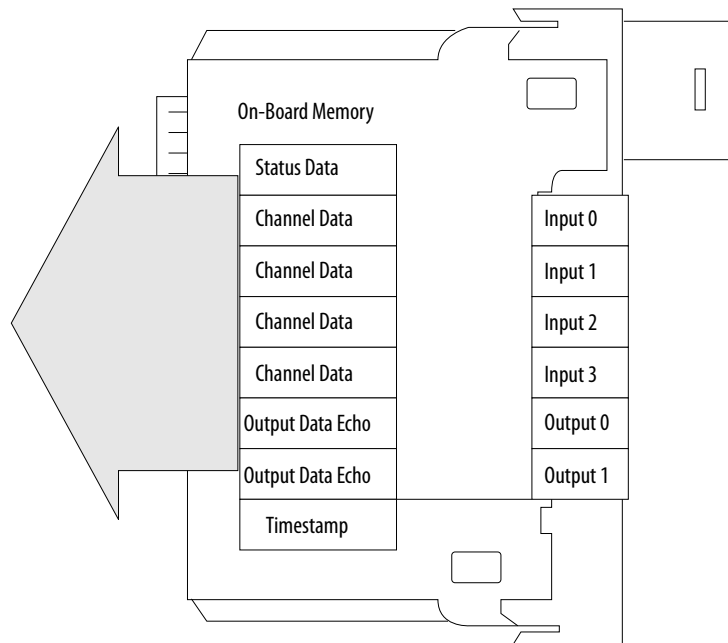 On-Board Memory
Status Data
Channel Data
Input 0
Channel Data
Input 1
Channel Data
Input 2
Channel Data
Input 3
Output Data Echo
Output 0
Output Data Echo
Output 1
Timestamp